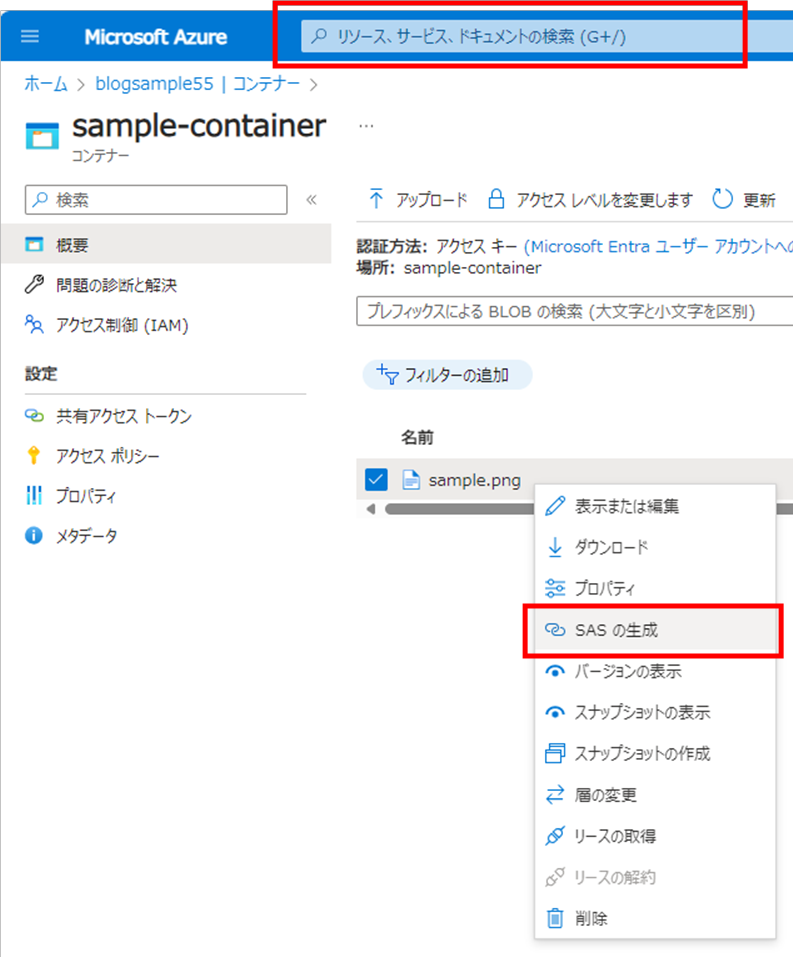 Microsoft Azure
リソース、サービス、ドキュメントの検索 (G+/)
ホーム > blogsample55 | コンテナー >
sample-container ...
コンテナー
検索 «
アップロード アクセス レベルを変更します 更新
概要
問題の診断と解決
アクセス制御 (IAM)
設定
共有アクセス トークン
アクセス ポリシー
プロパティ
メタデータ
認証方法: アクセス キー (Microsoft Entra ユーザー アカウントへの
場所: sample-container
プレフィックスによる BLOB の検索 (大文字と小文字を区別)
フィルターの追加
名前
sample.png
表示または編集
ダウンロード
プロパティ
SAS の生成
バージョンの表示
スナップショットの表示
スナップショットの作成
層の変更
リースの取得
リースの解約
削除